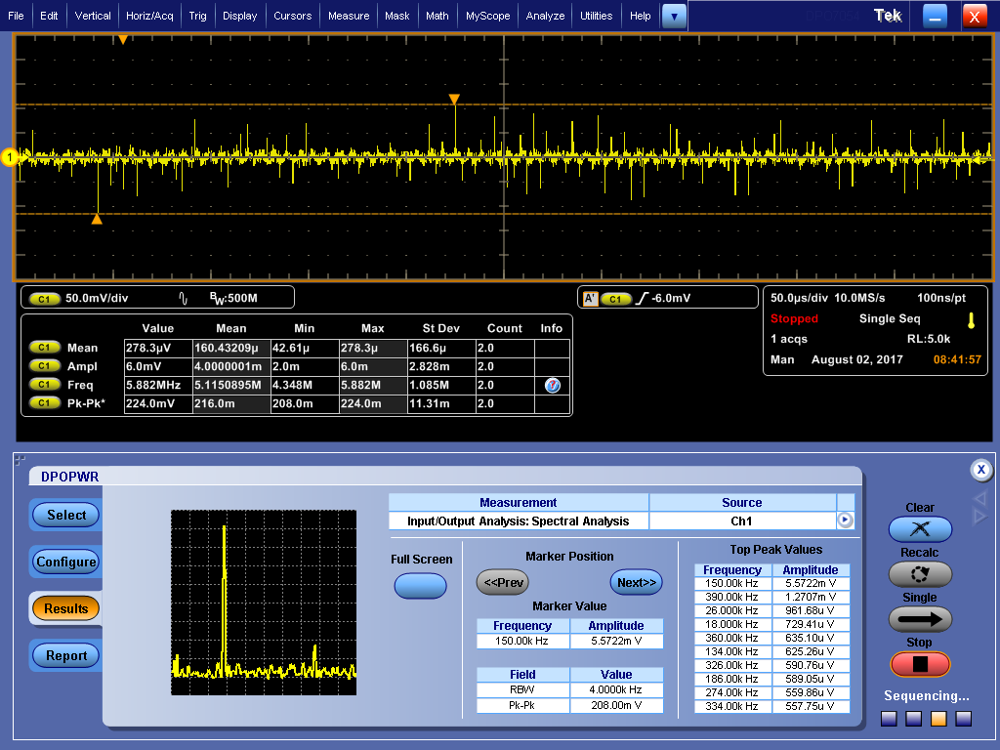 File Edit Vertical Horiz/Acq Trig Display Cursors Measure Mask Math MyScope Analyze Utilities Help Tek X
1
C1 50.0mV/div BW:500M
A' C1 -6.0mV
50.0µs/div 10.0MS/s 100ns/pt
Stopped Single Seq
1 acqs RL:5.0k
Man August 02, 2017 08:41:57
Value Mean Min Max St Dev Count Info
C1 Mean 278.3µV 160.43209µ 42.61µ 278.3µ 166.6µ 2.0
C1 Ampl 6.0mV 4.0000001m 2.0m 6.0m 2.828m 2.0
C1 Freq 5.882MHz 5.1150895M 4.348M 5.882M 1.085M 2.0
C1 Pk-Pk* 224.0mV 216.0m 208.0m 224.0m 11.31m 2.0
DPOPWR
X
Select
Configure
Results
Report
Measurement Source
Input/Output Analysis: Spectral Analysis Ch1
Full Screen
Marker Position
<<Prev Next>>
Marker Value
Frequency Amplitude
150.00k Hz 5.5722m V
Field Value
RBW 4.0000k Hz
Pk-Pk 208.00m V
Top Peak Values
Frequency Amplitude
150.00k Hz 5.5722m V
390.00k Hz 1.2707m V
26.000k Hz 961.68u V
18.000k Hz 729.41u V
360.00k Hz 635.10u V
134.00k Hz 625.26u V
326.00k Hz 590.76u V
186.00k Hz 589.05u V
274.00k Hz 559.86u V
334.00k Hz 557.75u V
Clear
Recalc
Single
Stop
Sequencing...